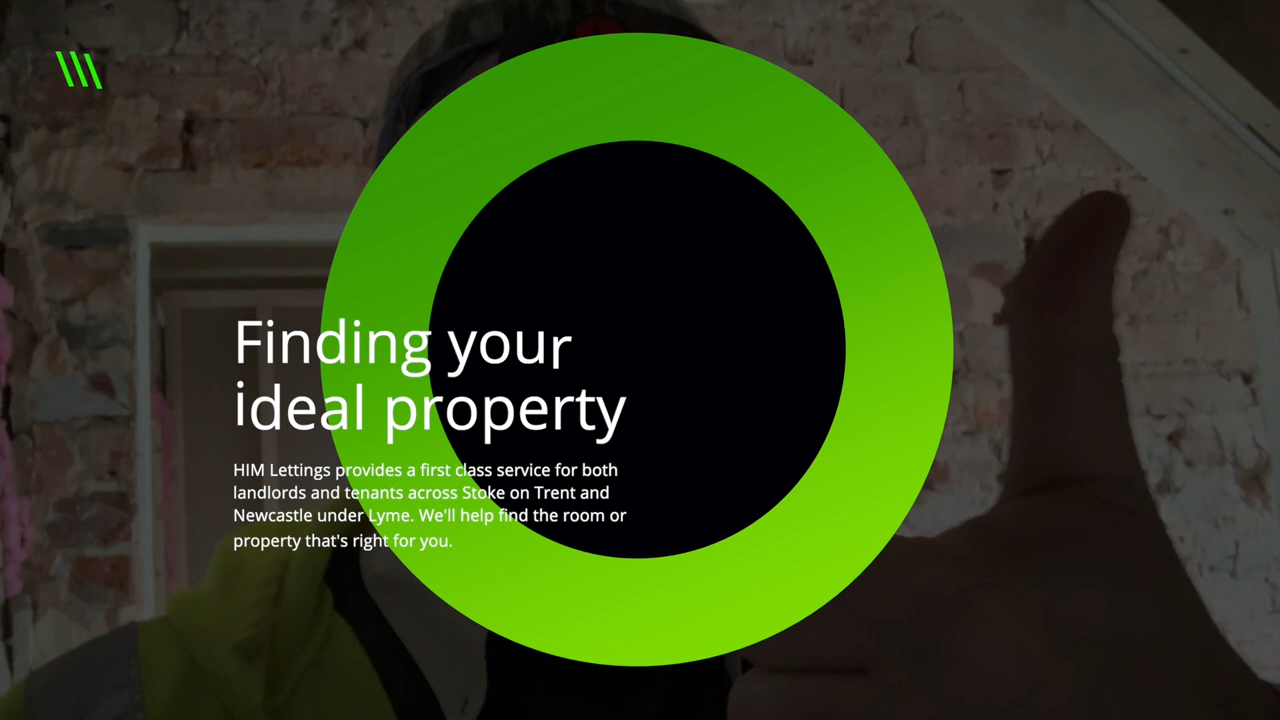 Finding your
ideal property
HIM Lettings provides a first class service for both
landlords and tenants across Stoke on Trent and
Newcastle under Lyme. We'll help find the room or
property that's right for you.